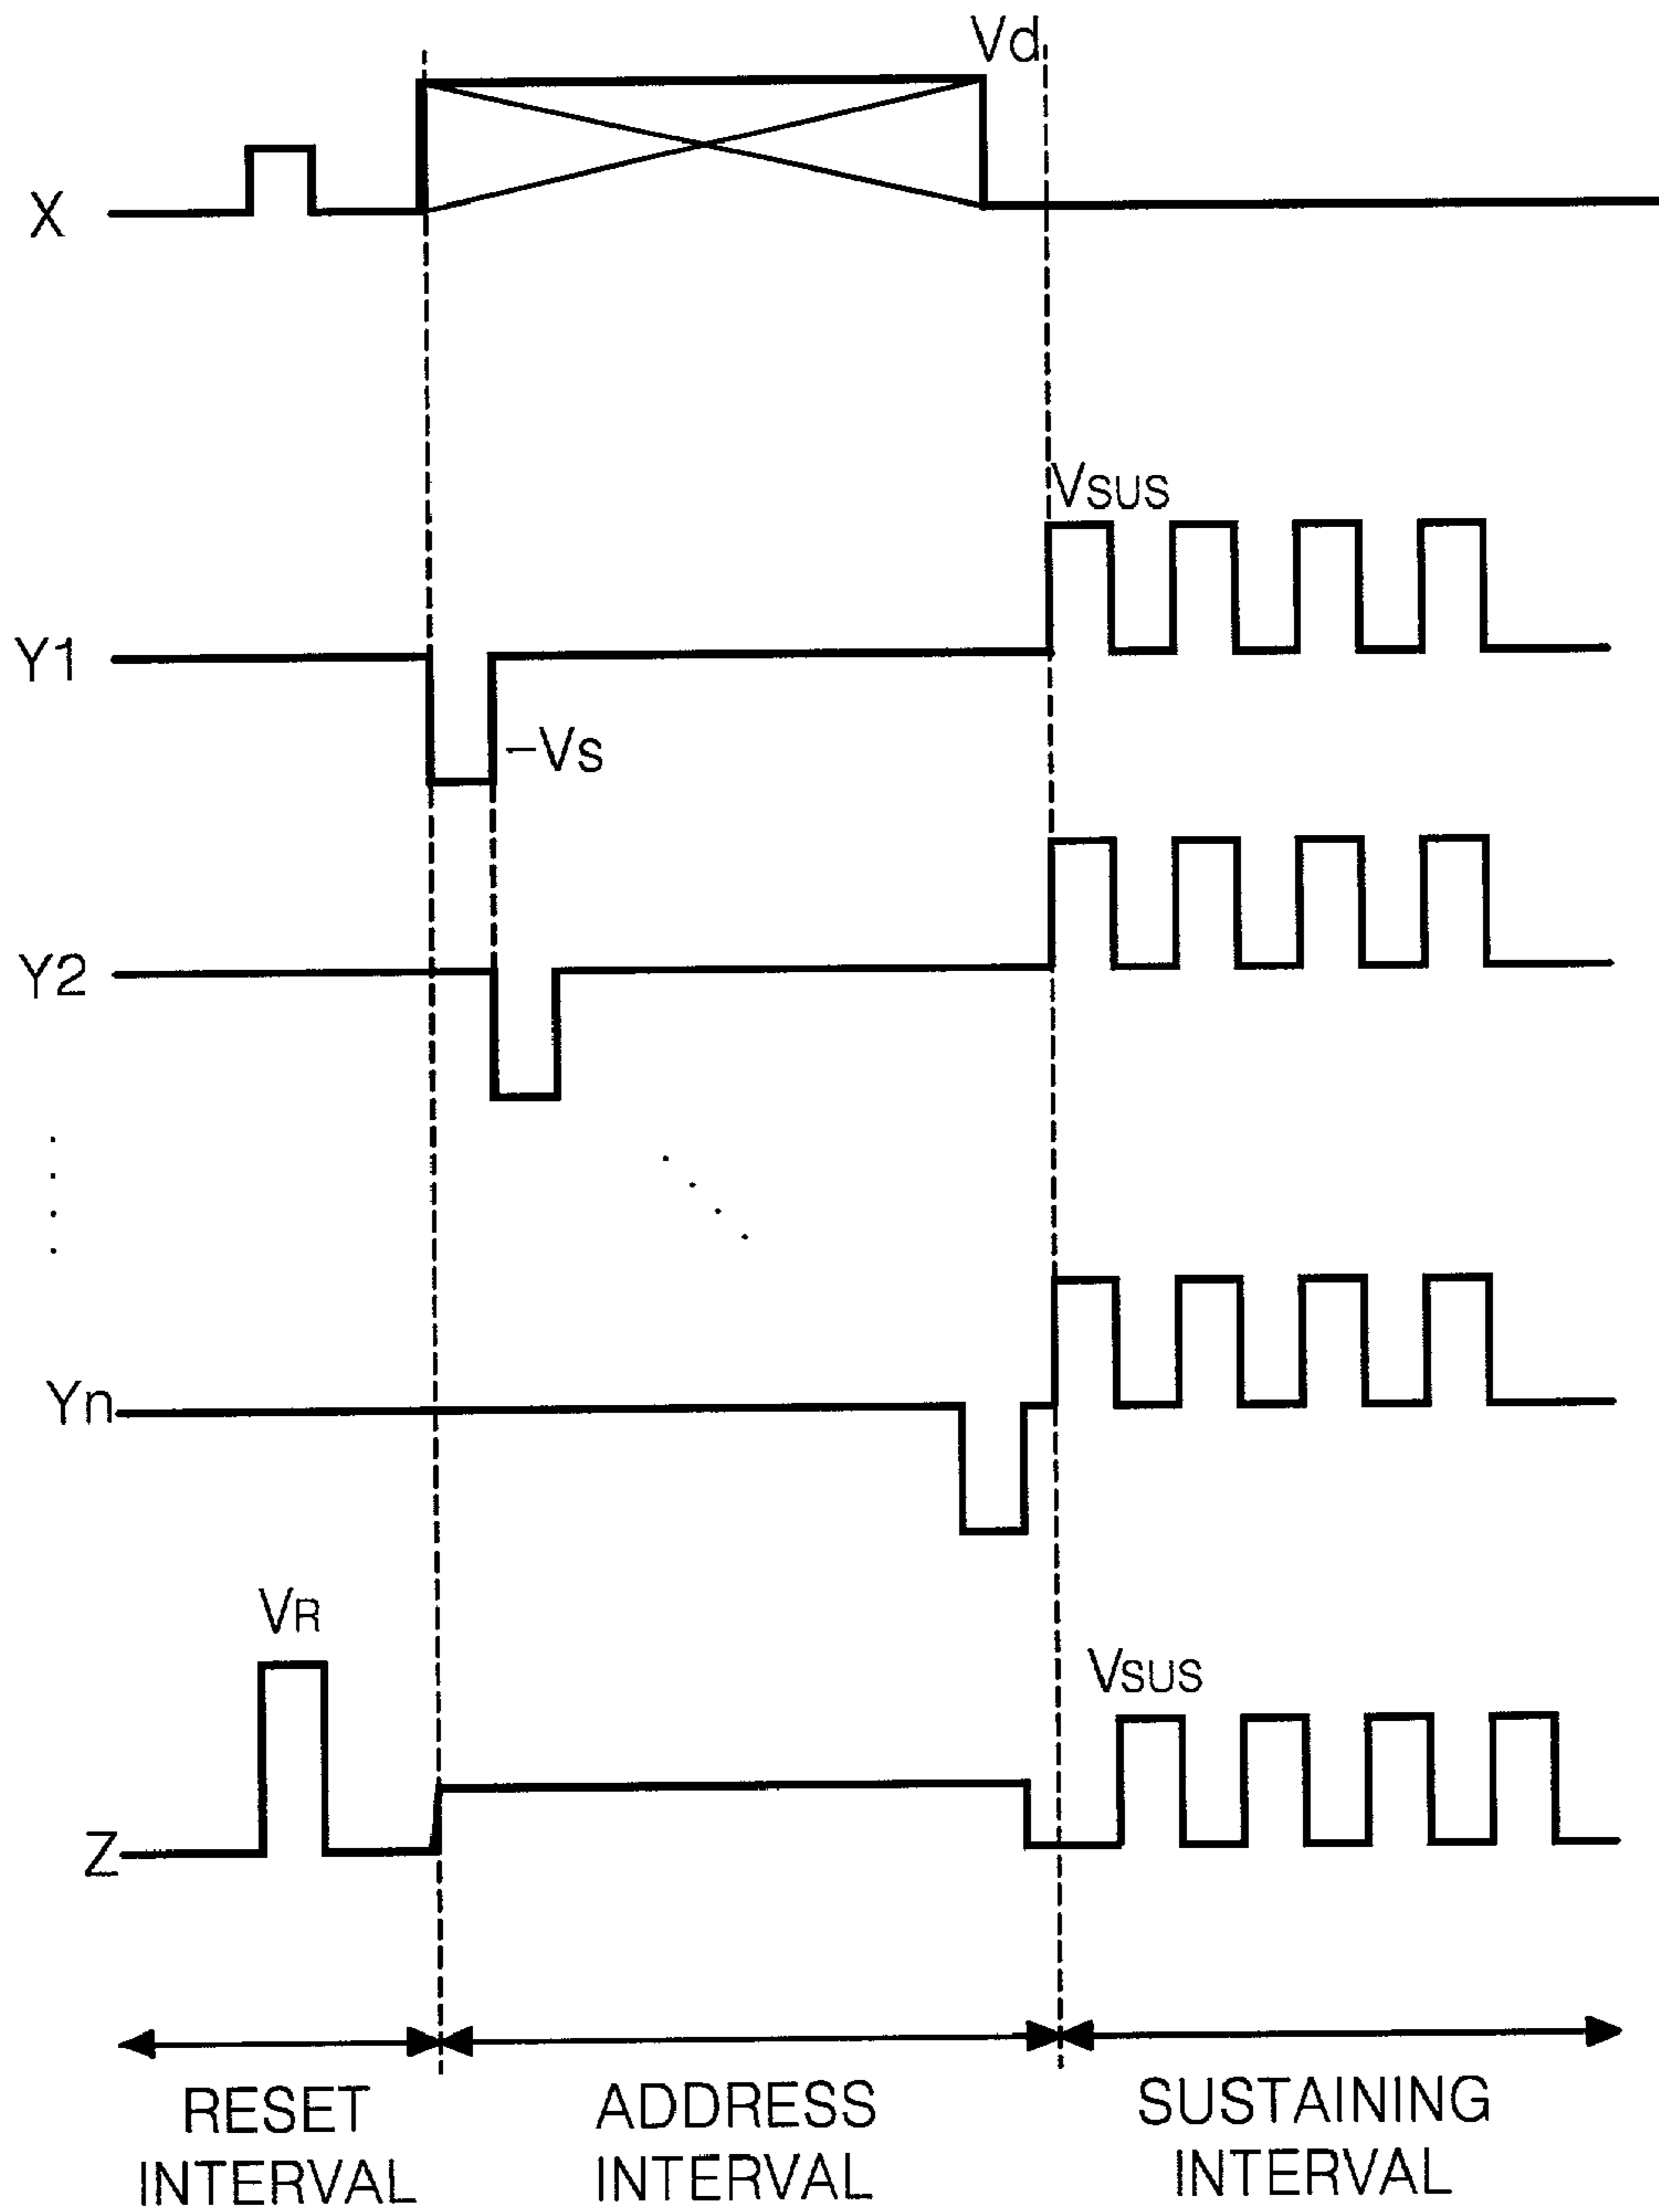 Vd
X
VSUS
Y1
-VS
Y2
Yn
VR
VSUS
Z
RESET
INTERVAL
ADDRESS
INTERVAL
SUSTAINING
INTERVAL